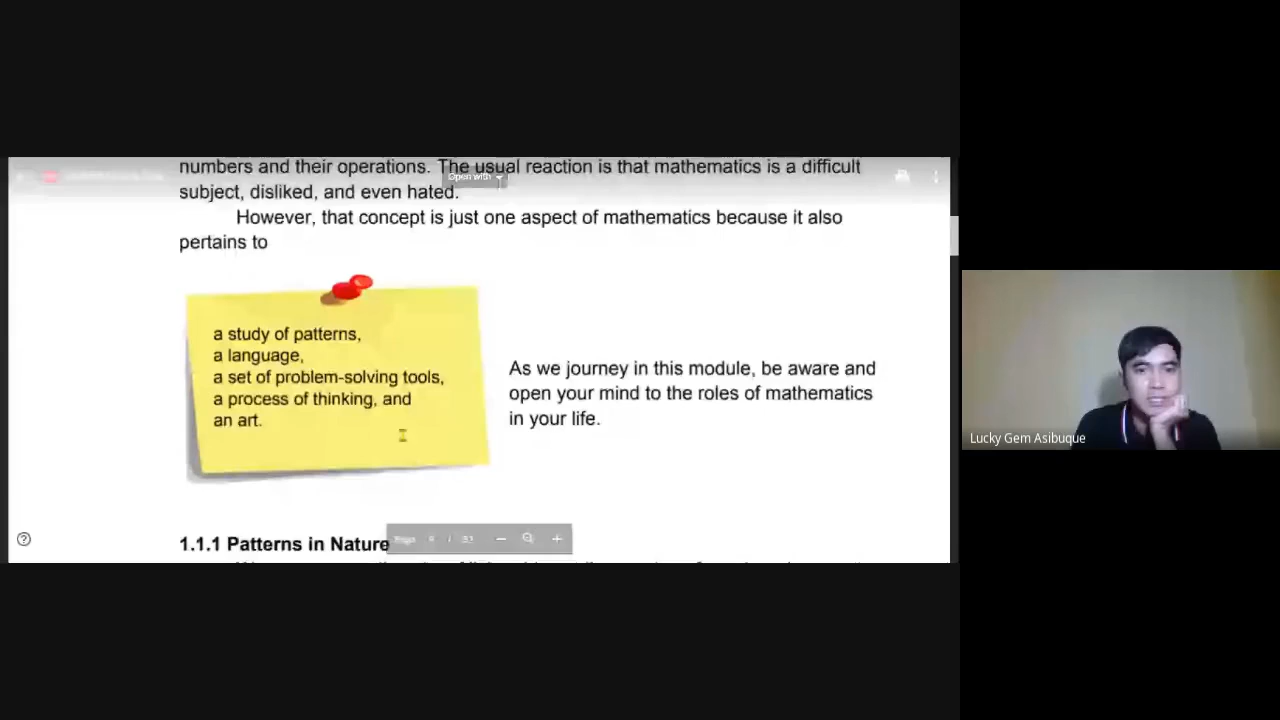 numbers and their operations. The usual reaction is that mathematics is a difficult
Open with
subject, disliked, and even hated.
However, that concept is just one aspect of mathematics because it also
pertains to
a study of patterns,
a language,
a set of problem-solving tools,
a process of thinking, and
an art.
As we journey in this module, be aware and
open your mind to the roles of mathematics
in your life.
Lucky Gem Asibuque
1.1.1 Patterns in Nature
Page /